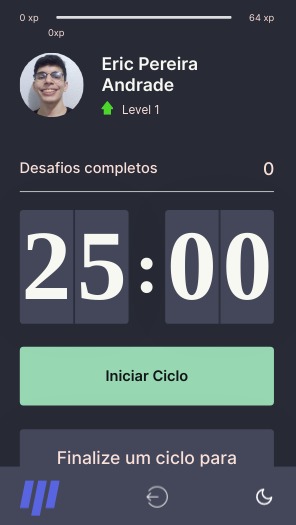 0 xp 64 xp
0xp
Eric Pereira
Andrade
Level 1
Desafios completos 0
25:00
Iniciar Ciclo
Finalize um ciclo para